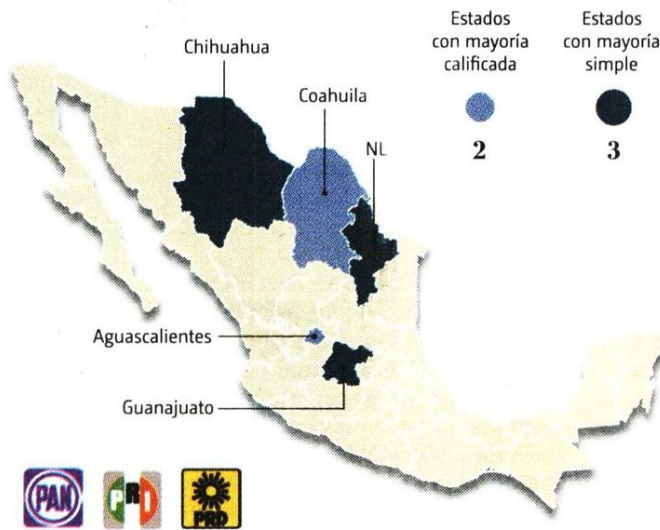 Estados
con mayoría
calificada
2
Estados
con mayoría
simple
3
Chihuahua
Coahuila
NL
Aguascalientes
Guanajuato
PAN
PRI
PRD